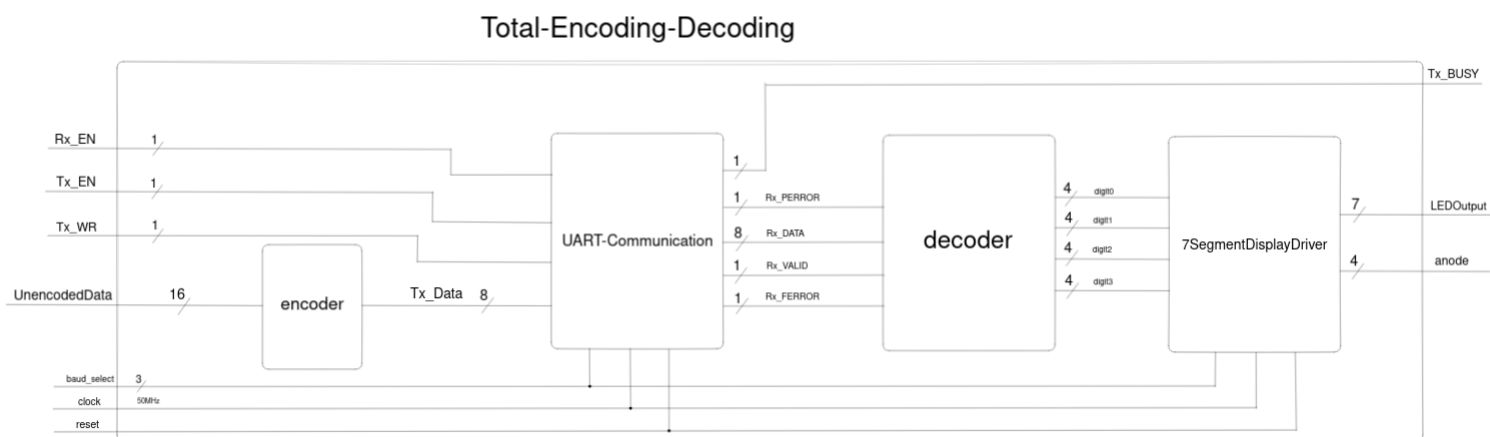 Total-Encoding-Decoding
Tx_BUSY
Rx_EN
1
Tx_EN
1
Tx_WR
1
UnencodedData
16
encoder
Tx_Data
8
UART-Communication
1
1
Rx_PERROR
8
Rx_DATA
1
Rx_VALID
1
Rx_FERROR
decoder
4
digit0
4
digit1
4
digit2
4
digit3
7SegmentDisplayDriver
7
LEDOutput
4
anode
baud_select
3
clock
50MHz
reset